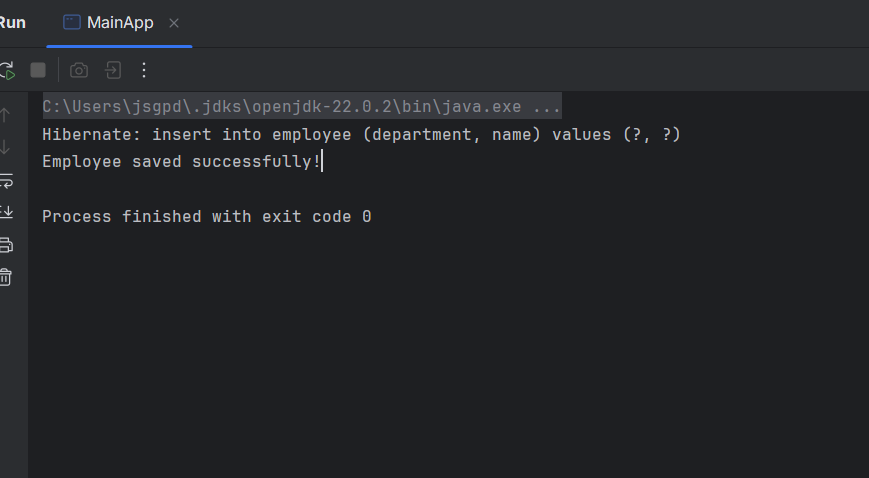 Run MainApp
C:\Users\jsgpd\.jdks\openjdk-22.0.2\bin\java.exe ...
Hibernate: insert into employee (department, name) values (?, ?)
Employee saved successfully!
Process finished with exit code 0